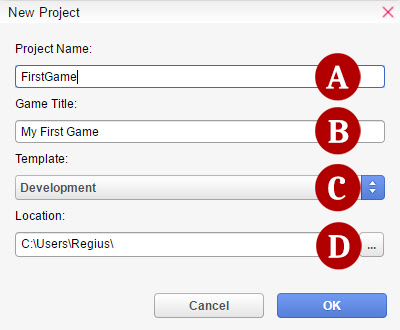 New Project
Project Name:
FirstGame A
Game Title:
My First Game B
Template:
Development C
Location:
C:\Users\Regius\ D ...
Cancel OK